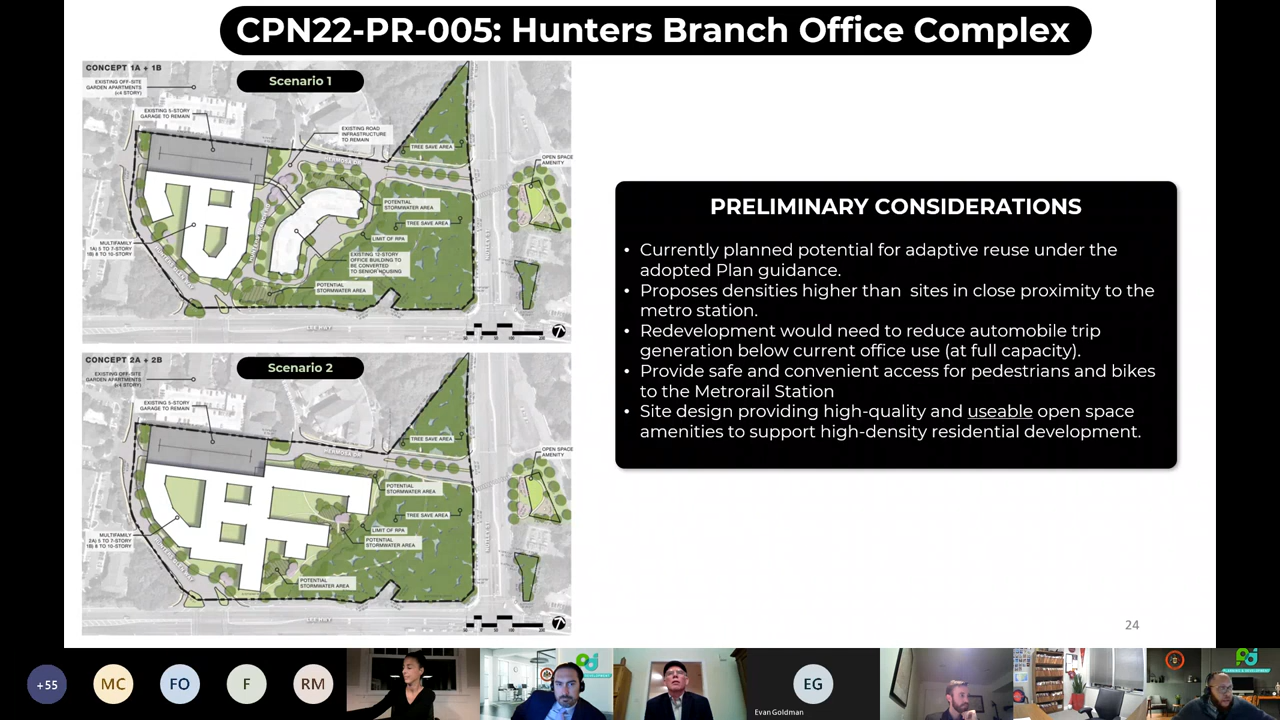 CPN22-PR-005: Hunters Branch Office Complex
CONCEPT 1A + 1B
Scenario 1
EXISTING OFF-SITE
GARDEN APARTMENTS
(<4 STORY)
EXISTING 5-STORY
GARAGE TO REMAIN
EXISTING ROAD
INFRASTRUCTURE
TO REMAIN
TREE SAVE AREA
OPEN SPACE
AMENITY
HERMOSA DR
POTENTIAL
STORMWATER AREA
TREE SAVE AREA
LIMIT OF RPA
MULTIFAMILY
1A) 5 TO 7-STORY
1B) 8 TO 10-STORY
EXISTING 12-STORY
OFFICE BUILDING TO
BE CONVERTED
TO SENIOR HOUSING
POTENTIAL
STORMWATER AREA
CONCEPT 2A + 2B
Scenario 2
EXISTING OFF-SITE
GARDEN APARTMENTS
(<4 STORY)
EXISTING 5-STORY
GARAGE TO REMAIN
TREE SAVE AREA
OPEN SPACE
AMENITY
HERMOSA DR
POTENTIAL
STORMWATER AREA
TREE SAVE AREA
LIMIT OF RPA
POTENTIAL
STORMWATER AREA
MULTIFAMILY
2A) 5 TO 7-STORY
1B) 8 TO 10-STORY
POTENTIAL
STORMWATER AREA
PRELIMINARY CONSIDERATIONS
• Currently planned potential for adaptive reuse under the
adopted Plan guidance.
• Proposes densities higher than sites in close proximity to the
metro station.
• Redevelopment would need to reduce automobile trip
generation below current office use (at full capacity).
• Provide safe and convenient access for pedestrians and bikes
to the Metrorail Station
• Site design providing high-quality and useable open space
amenities to support high-density residential development.
24
+55
MC
FO
F
RM
EG
Evan Goldman